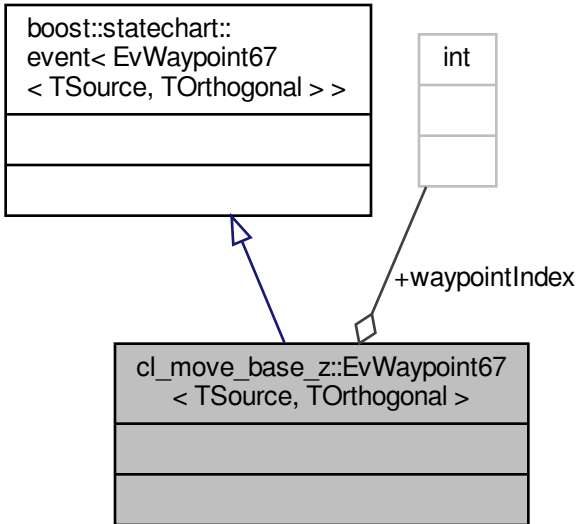 boost::statechart::
event< EvWaypoint67
< TSource, TOrthogonal > >
int
+waypointIndex
cl_move_base_z::EvWaypoint67
< TSource, TOrthogonal >